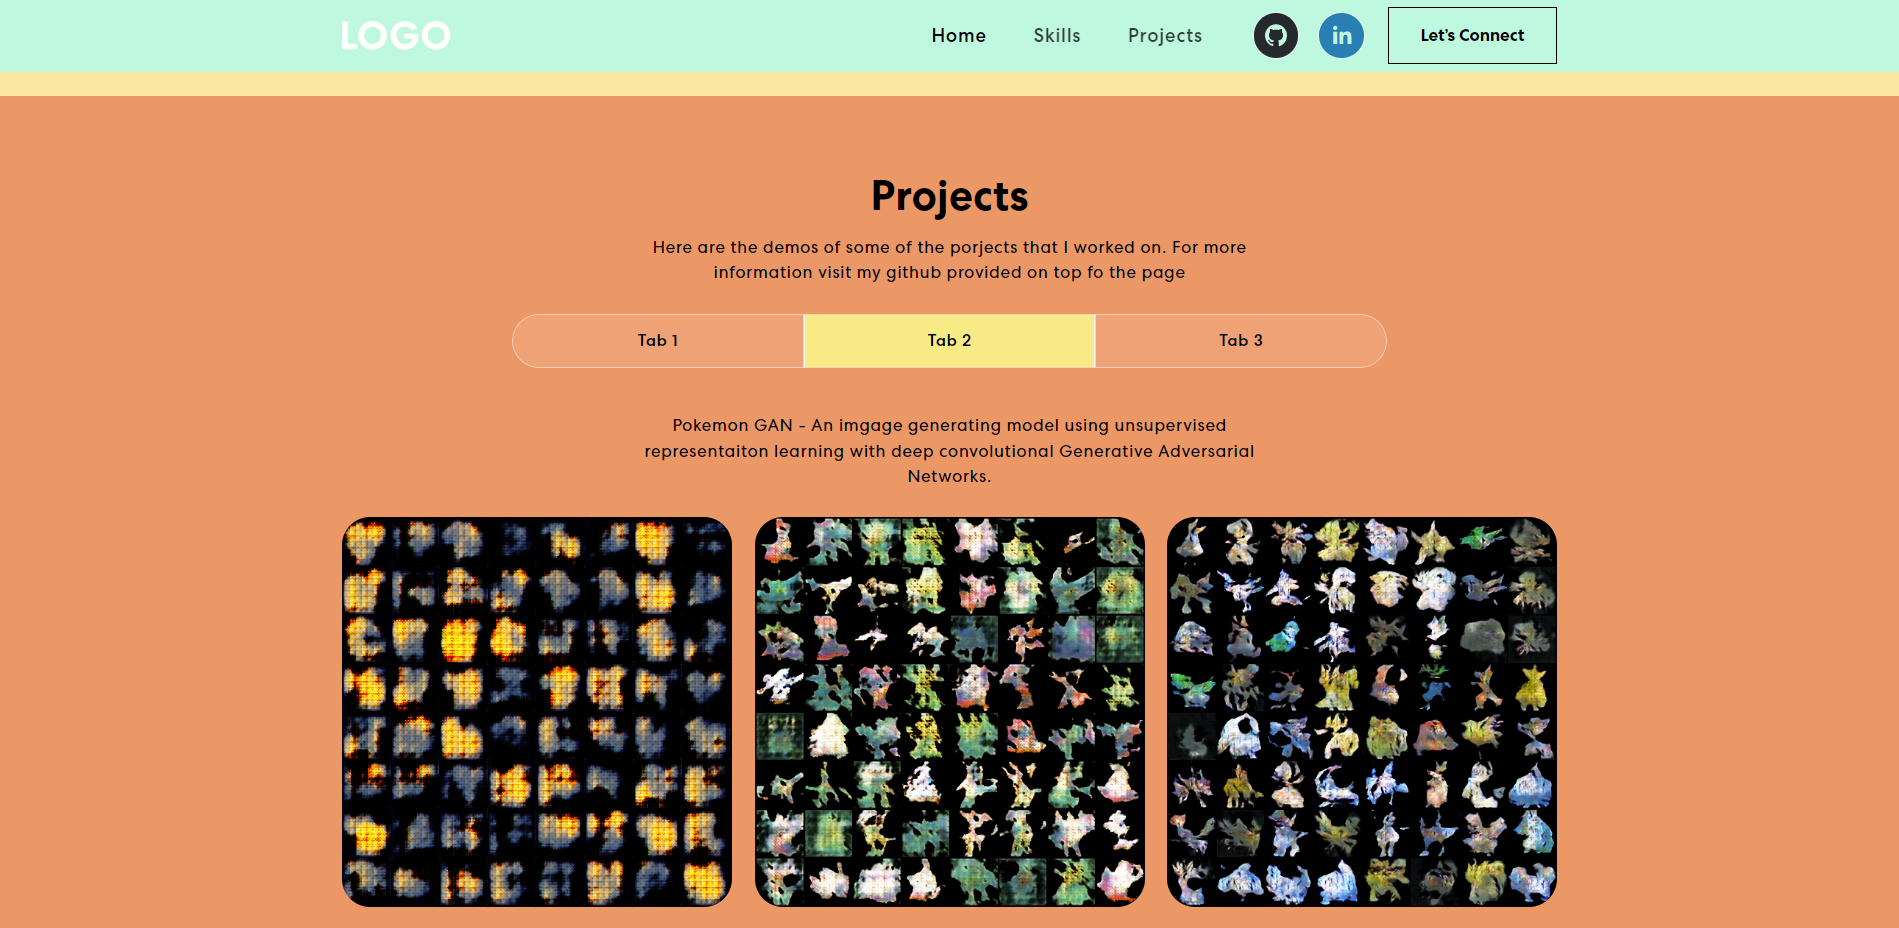 LOGO
Home
Skills
Projects
in
Let's Connect
Projects
Here are the demos of some of the porjects that I worked on. For more
information visit my github provided on top fo the page
Tab 1
Tab 2
Tab 3
Pokemon GAN - An imgage generating model using unsupervised
representaiton learning with deep convolutional Generative Adversarial
Networks.